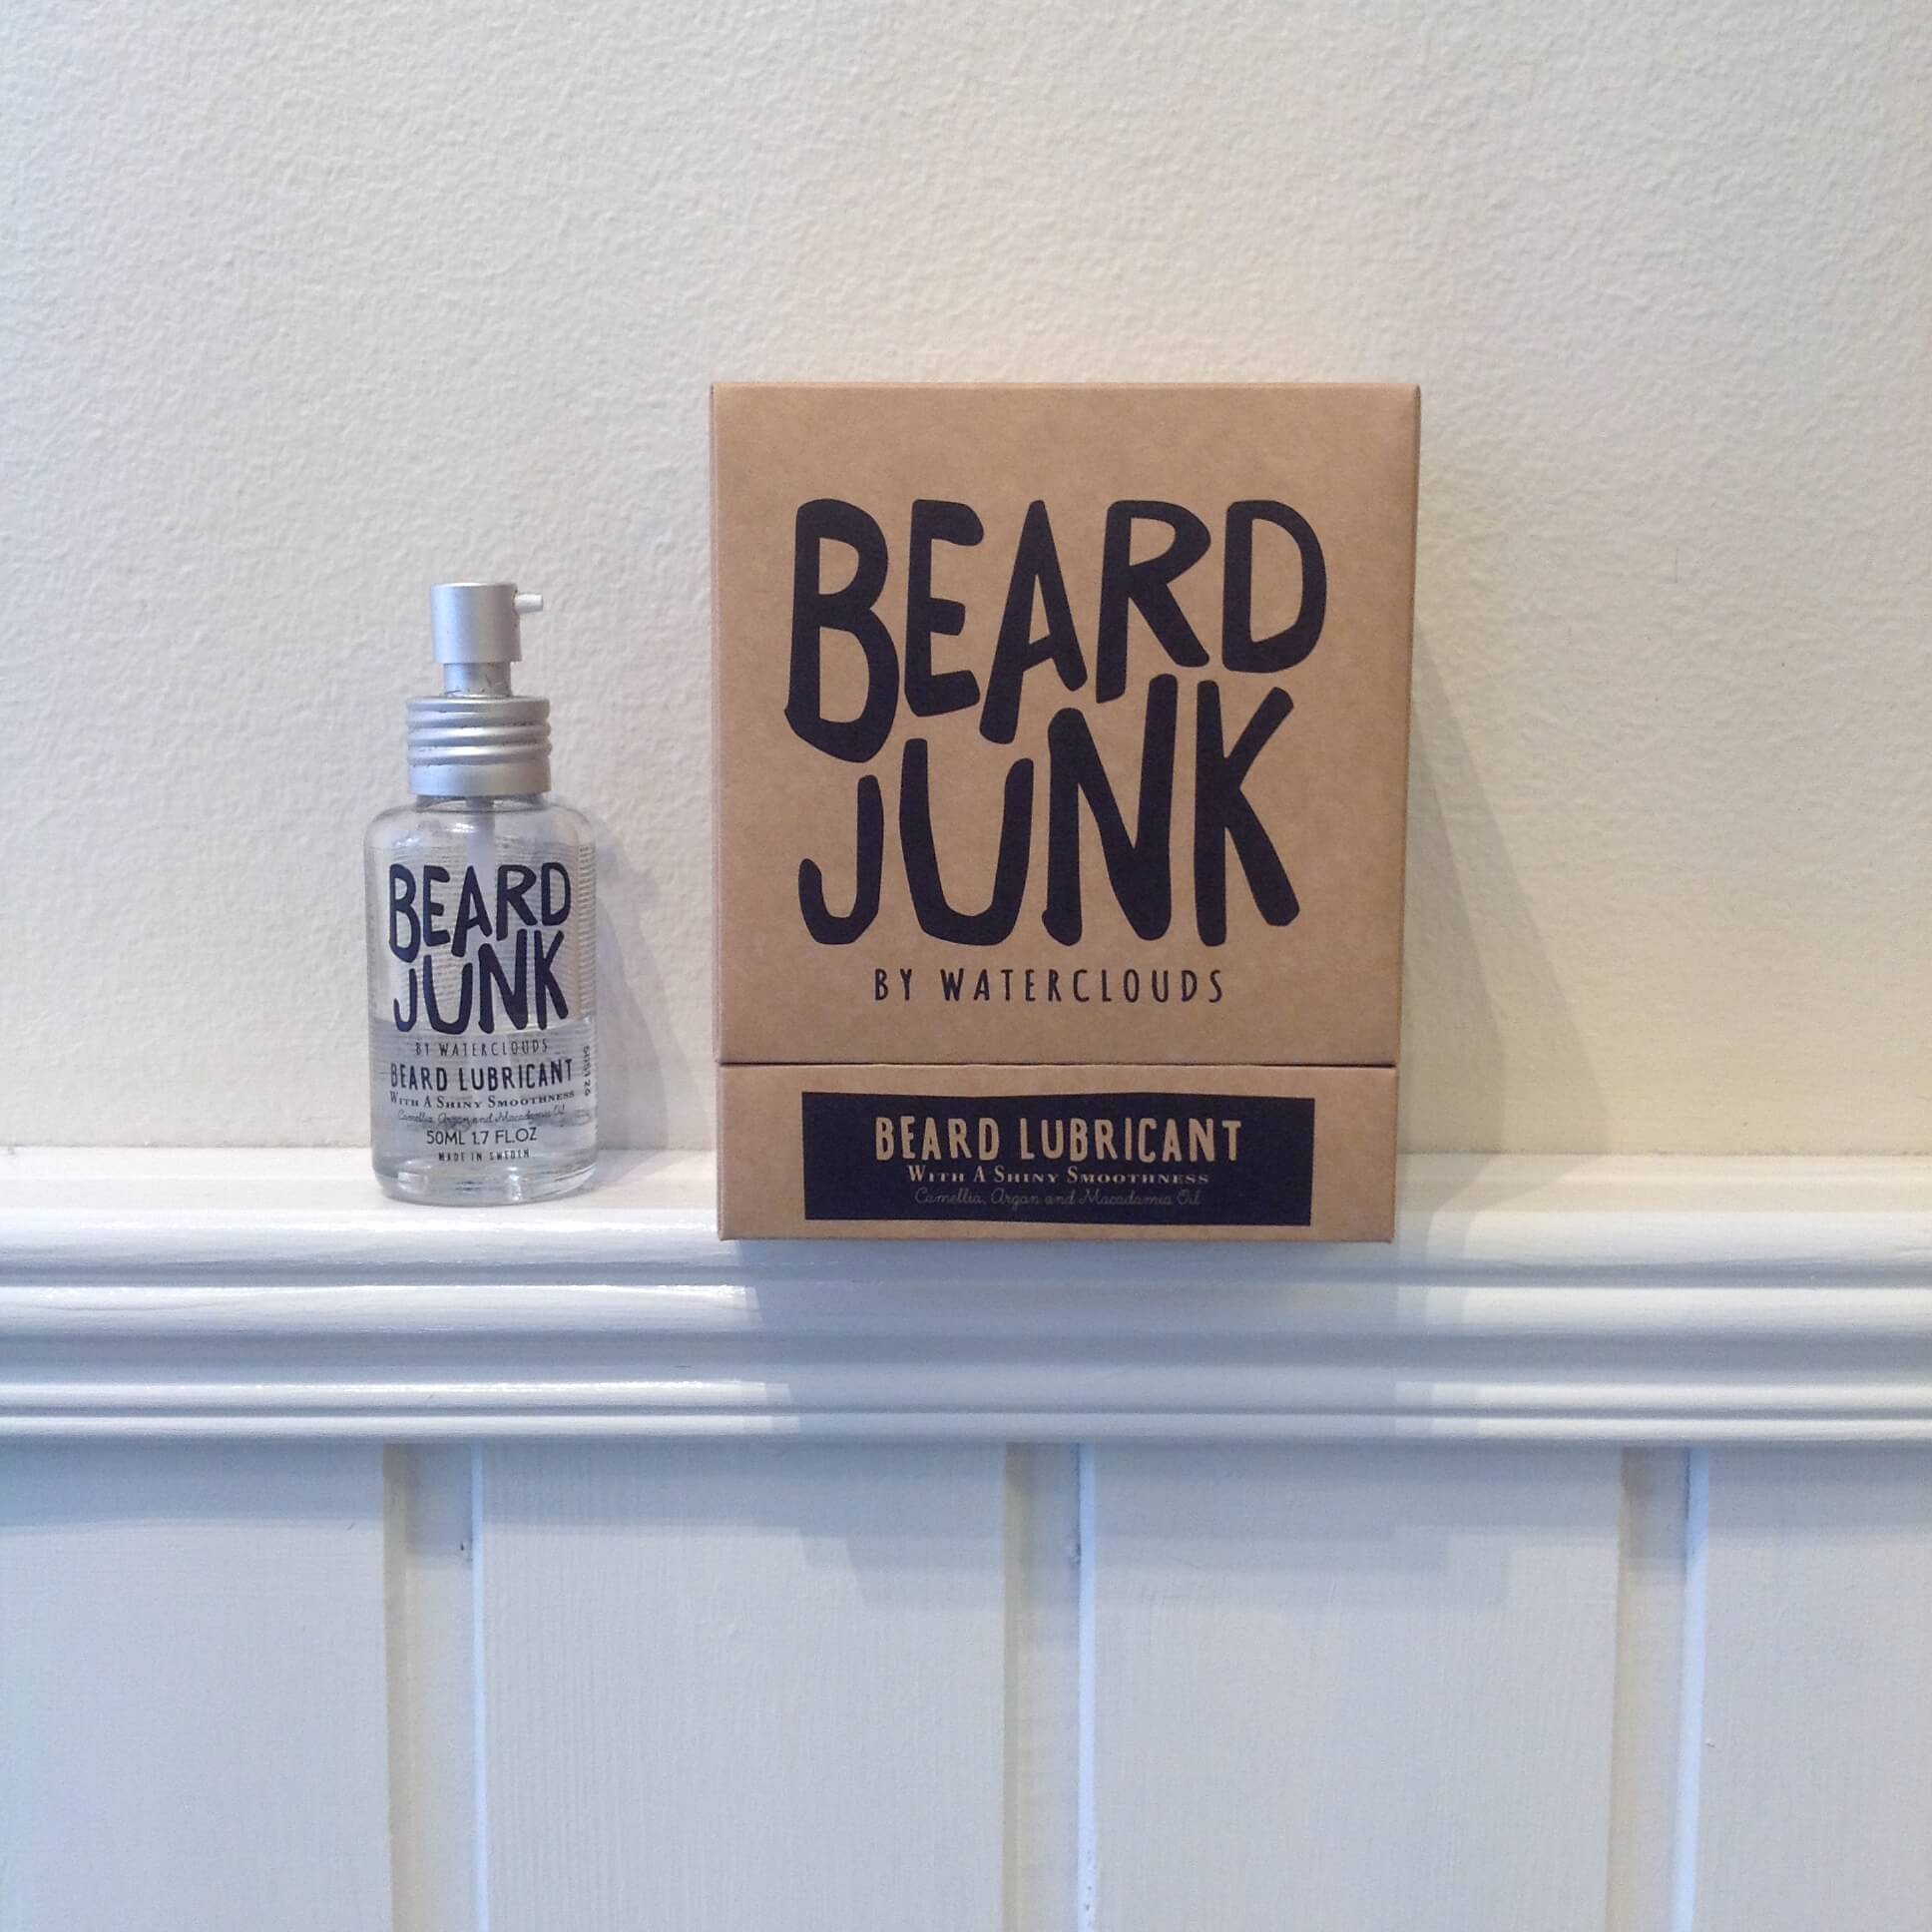 BEARD
JUNK
BY WATERCLOUDS
BEARD LUBRICANT
WITH A SHINY SMOOTHNESS
Camellia, Argan and Macadamia Oil
50ML 1.7 FL.OZ
MADE IN SWEDEN
BEARD
JUNK
BY WATERCLOUDS
BEARD LUBRICANT
WITH A SHINY SMOOTHNESS
Camellia, Argan and Macadamia Oil